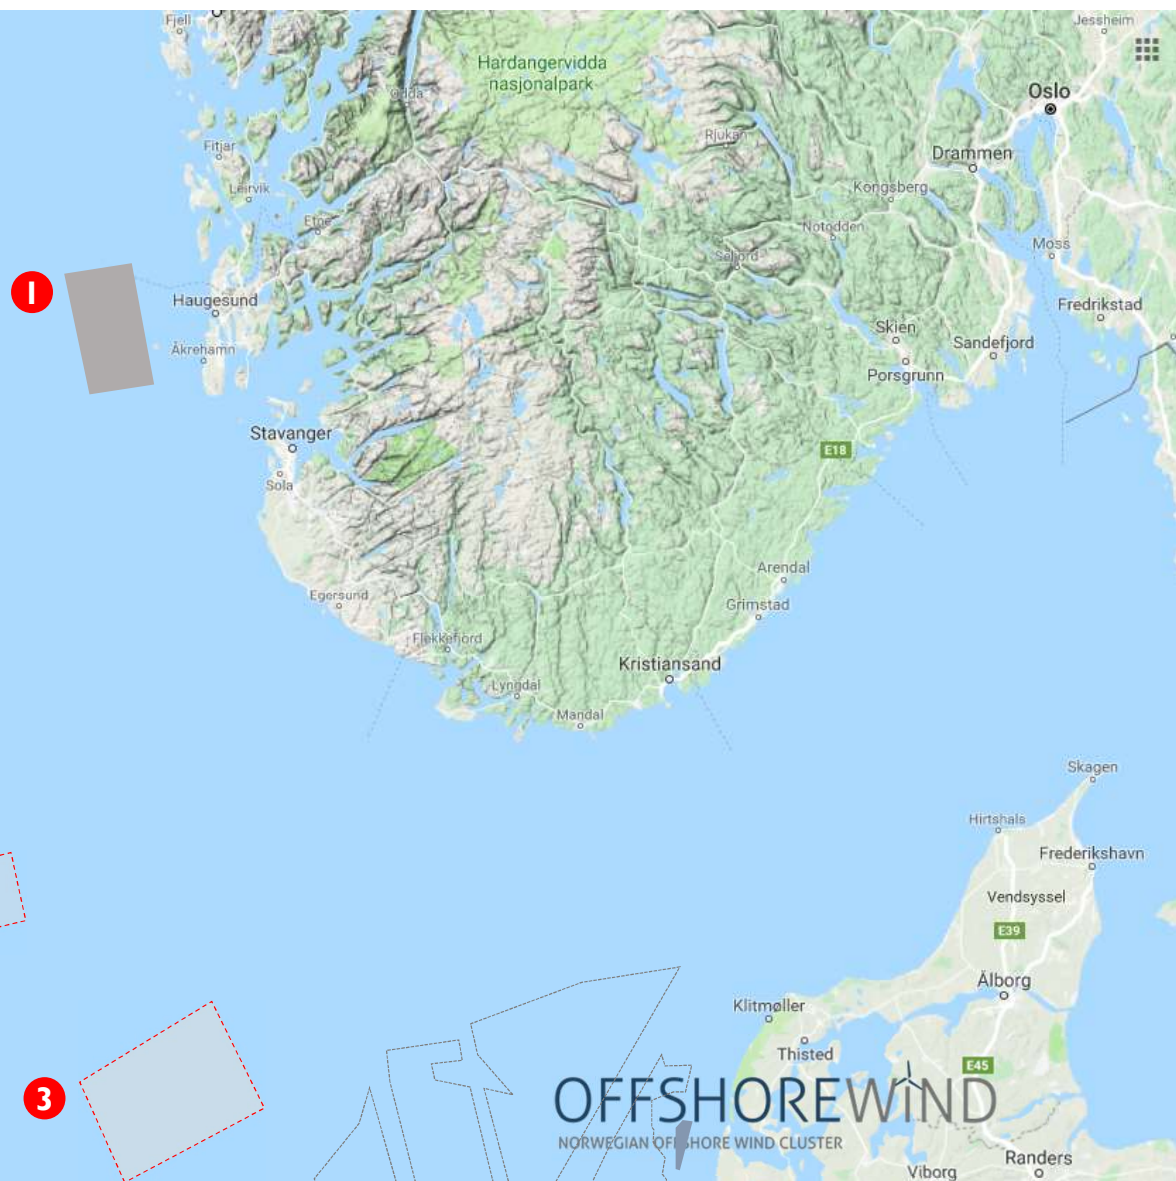 Fjell
Jessheim
Hardangervidda
nasjonalpark
Odda
Oslo
Rjukan
Fitjar
Drammen
Leirvik
Kongsberg
Etne
Notodden
Moss
Seljord
1
Haugesund
Fredrikstad
Skien
Sandefjord
Åkrehamn
Porsgrunn
Stavanger
E18
Sola
Arendal
Egersund
Grimstad
Flekkefjord
Kristiansand
Lyngdal
Mandal
Skagen
Hirtshals
Frederikshavn
Vendsyssel
E39
Ålborg
Klitmøller
Thisted
E45
3
OFFSHOREWIND
NORWEGIAN OFFSHORE WIND CLUSTER
Randers
Viborg